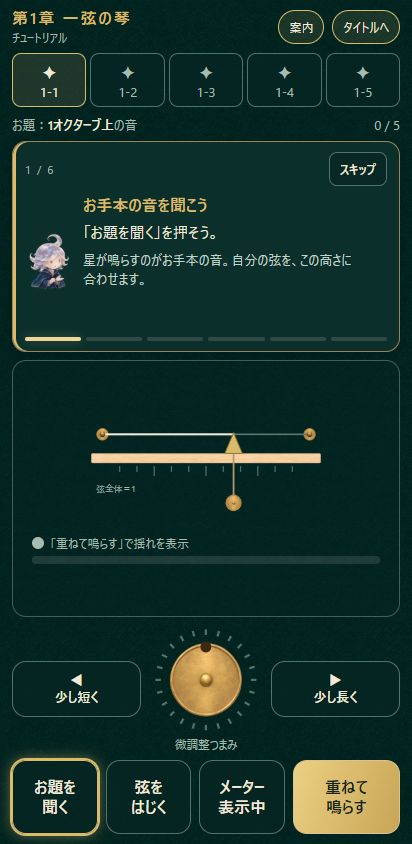 第1章 一弦の琴
チュートリアル
案内
タイトルへ
1-1
1-2
1-3
1-4
1-5
お題：1オクターブ上の音
0 / 5
1 / 6
スキップ
お手本の音を聞こう
「お題を聞く」を押そう。
星が鳴らすのがお手本の音。自分の弦を、この高さに
合わせます。
弦全体＝1
「重ねて鳴らす」で揺れを表示
◀
少し短く
▶
少し長く
微調整つまみ
お題を
聞く
弦を
はじく
メーター
表示中
重ねて
鳴らす